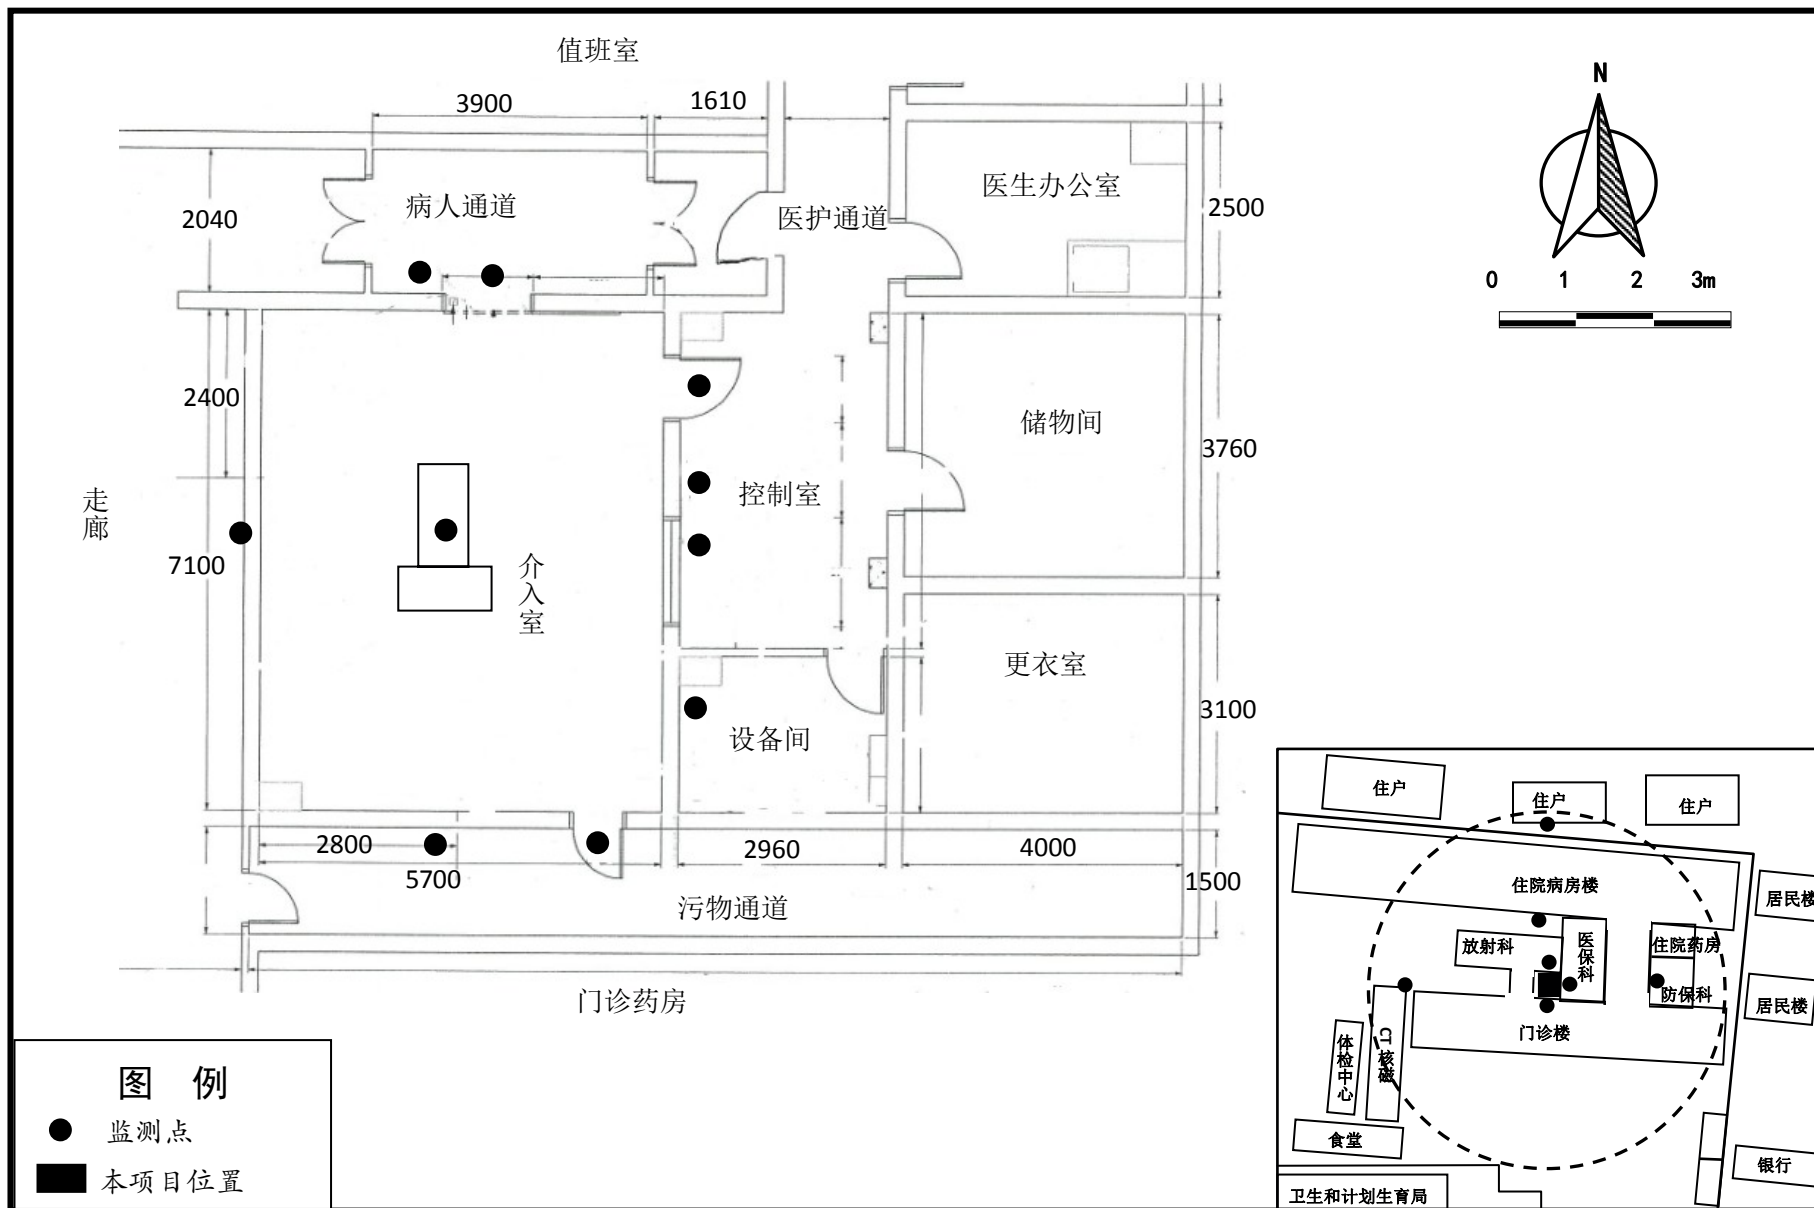 值班室
3900
1610
N
病人通道
医护通道
医生办公室
2040
2500
0 1 2 3m
2400
储物间
3760
走廊
控制室
7100
介入室
更衣室
3100
设备间
2800
2960
4000
5700
1500
污物通道
门诊药房
图 例
监测点
本项目位置
住户
住户
住户
住院病房楼
居民楼
放射科
医保科
住院药房
防保科
居民楼
门诊楼
体检中心
CT核磁
食堂
银行
卫生和计划生育局